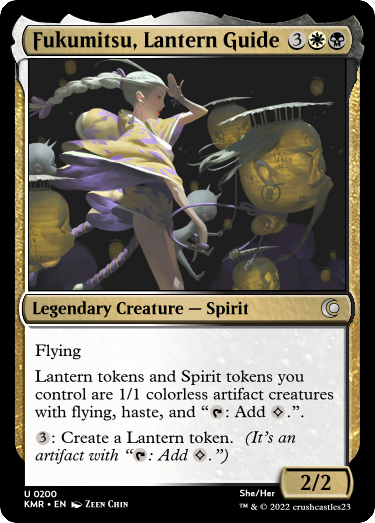 Fukumitsu, Lantern Guide 3
Legendary Creature — Spirit
Flying
Lantern tokens and Spirit tokens you
control are 1/1 colorless artifact creatures
with flying, haste, and “: Add .”.
3: Create a Lantern token. (It’s an
artifact with “: Add .”)
2/2
U 0200
KMR • EN Zeen Chin
She/Her
™ & © 2022 crushcastles23